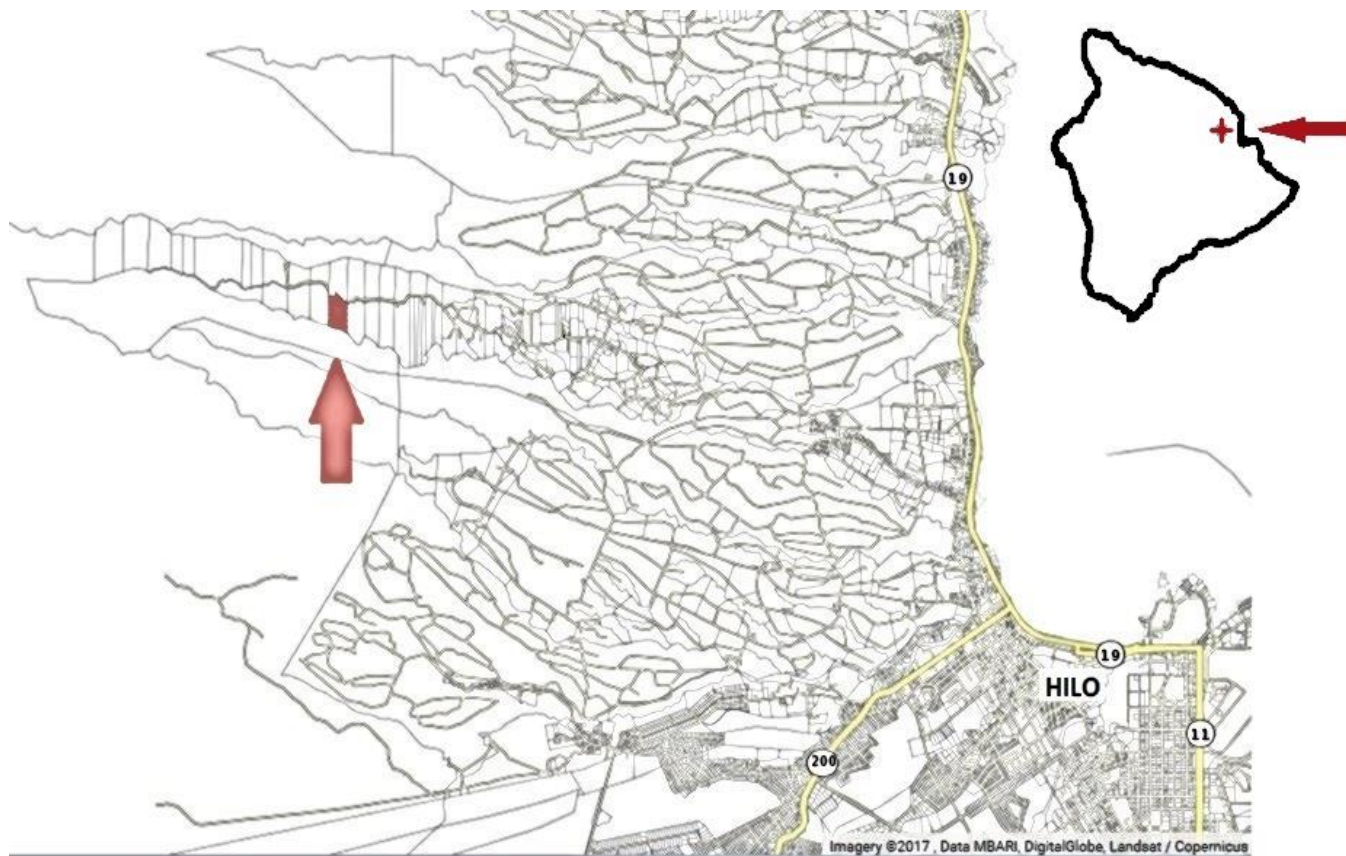 19
19
HILO
11
200
Imagery ©2017 , Data MBARI, DigitalGlobe, Landsat / Copernicus